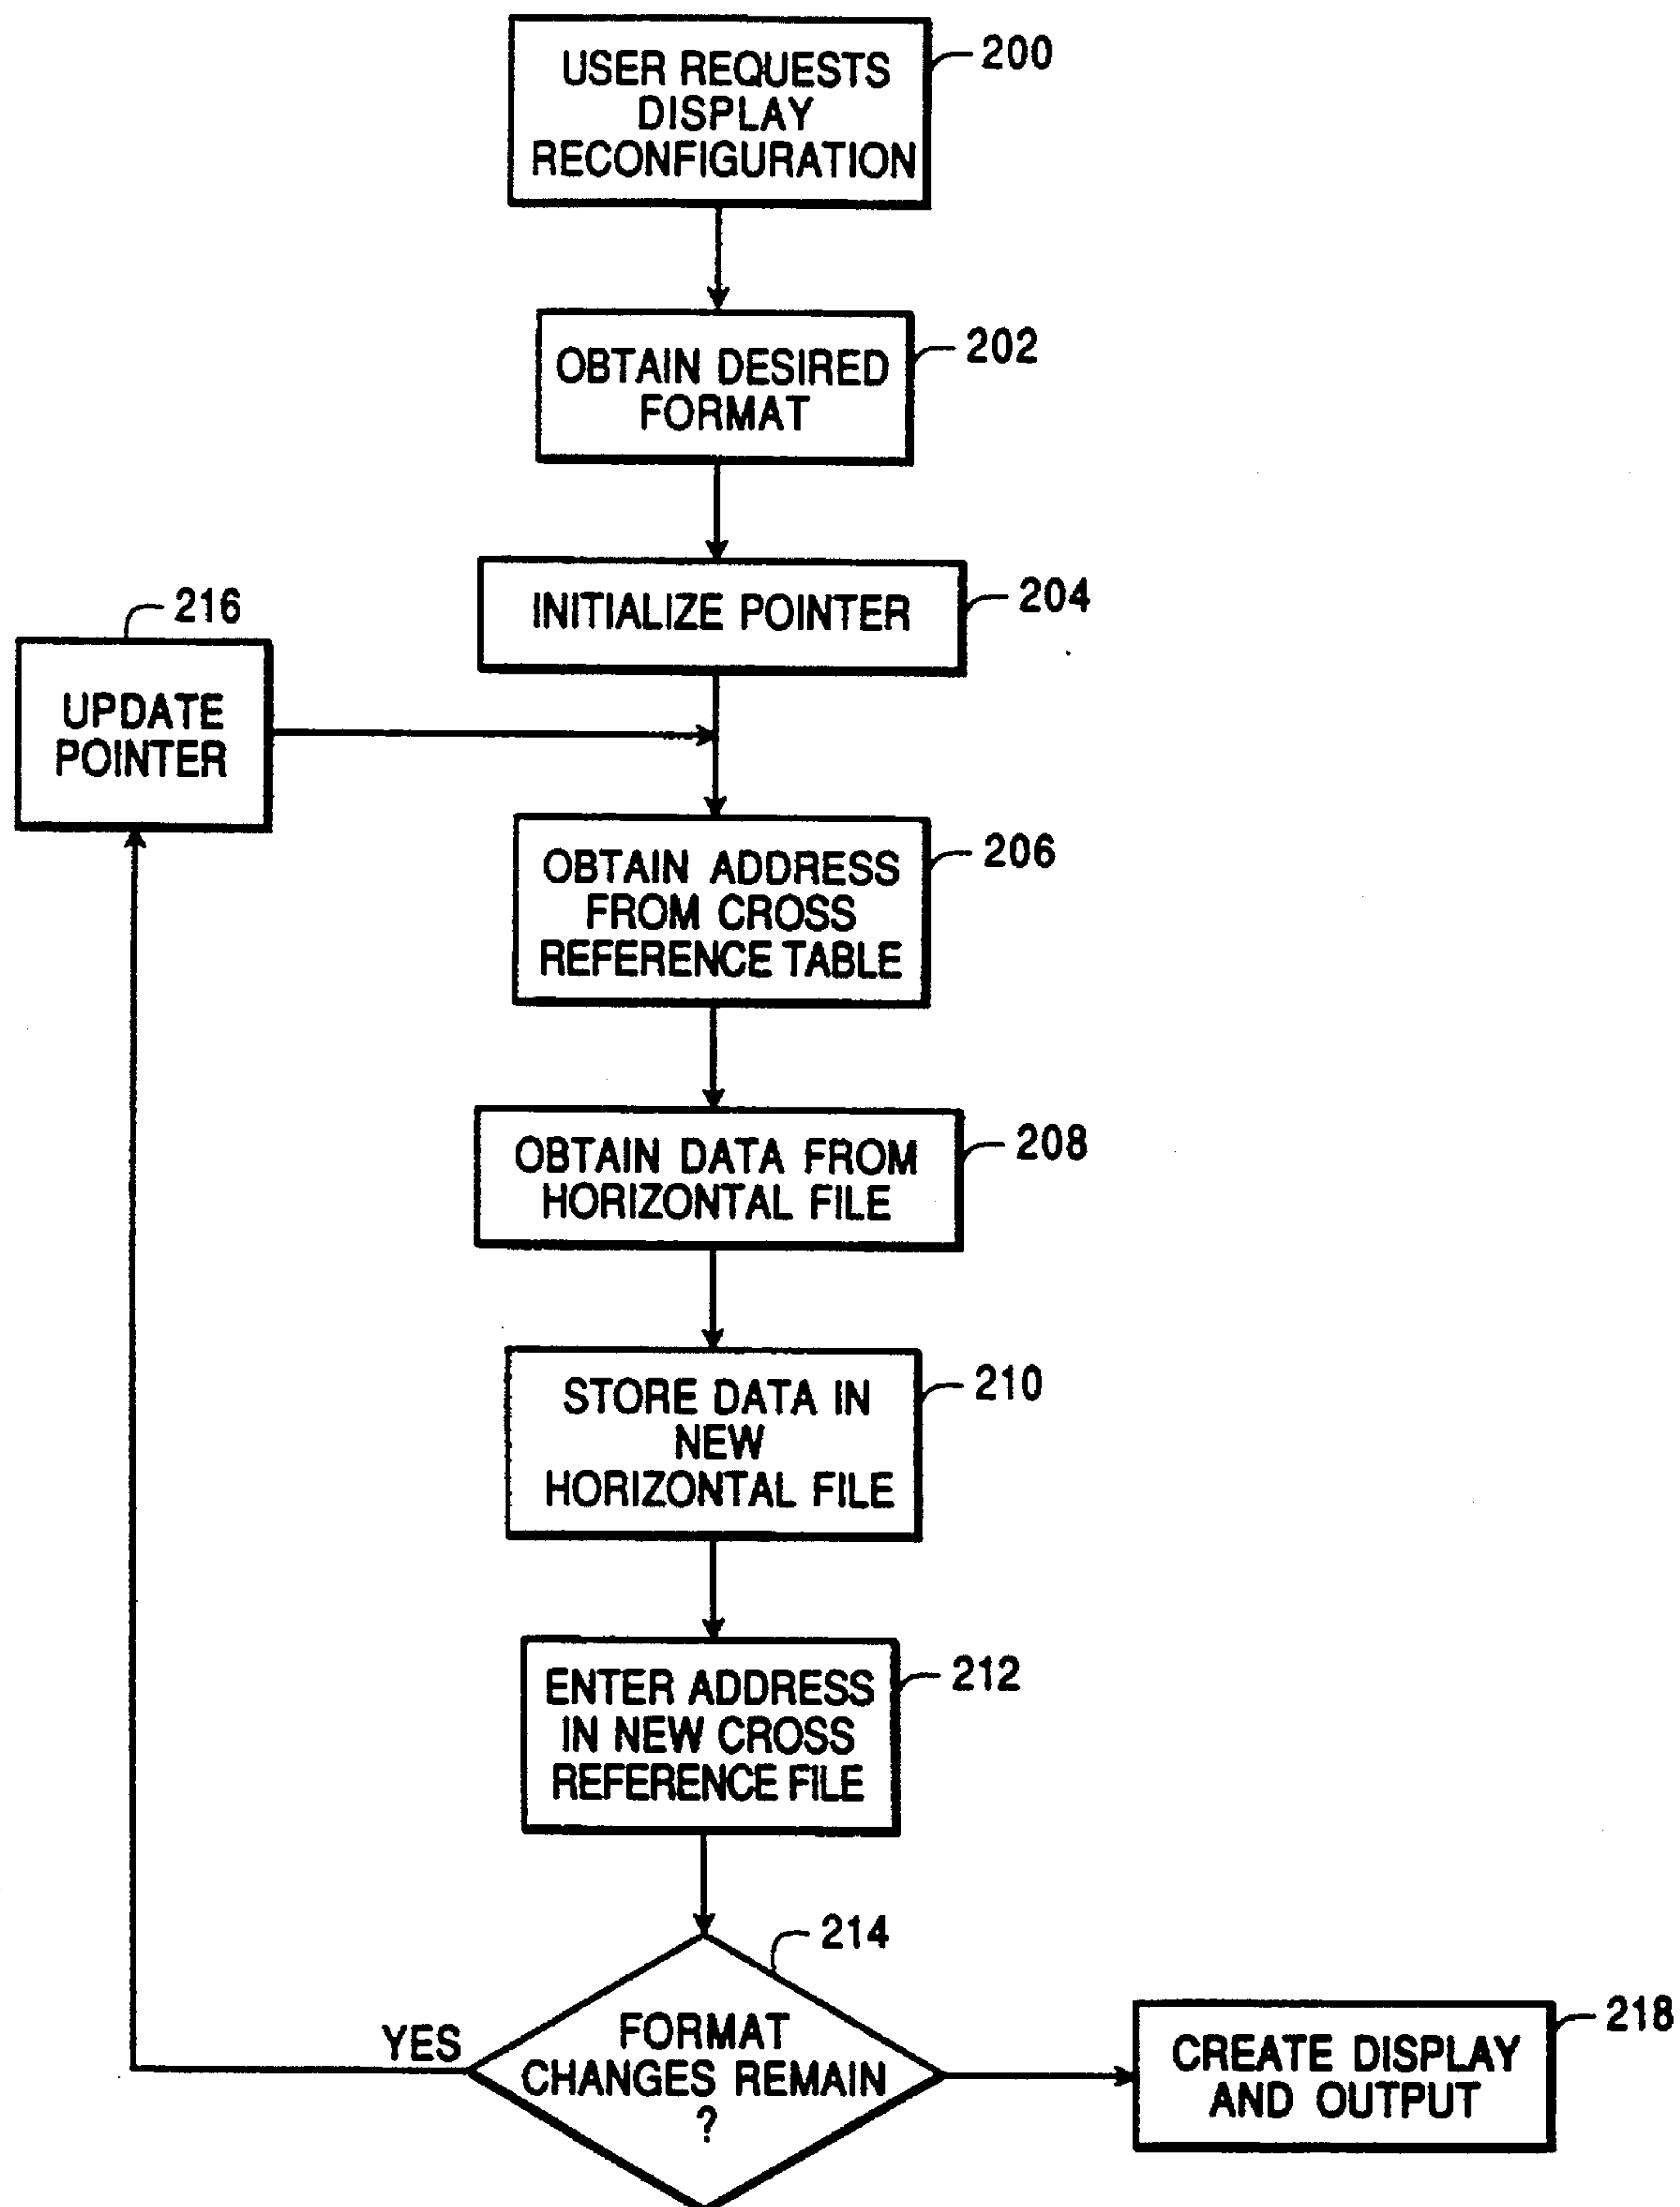 USER REQUESTS
DISPLAY
RECONFIGURATION
200
OBTAIN DESIRED
FORMAT
202
INITIALIZE POINTER
204
216
UPDATE
POINTER
OBTAIN ADDRESS
FROM CROSS
REFERENCE TABLE
206
OBTAIN DATA FROM
HORIZONTAL FILE
208
STORE DATA IN
NEW
HORIZONTAL FILE
210
ENTER ADDRESS
IN NEW CROSS
REFERENCE FILE
212
214
FORMAT
CHANGES REMAIN
?
YES
CREATE DISPLAY
AND OUTPUT
218